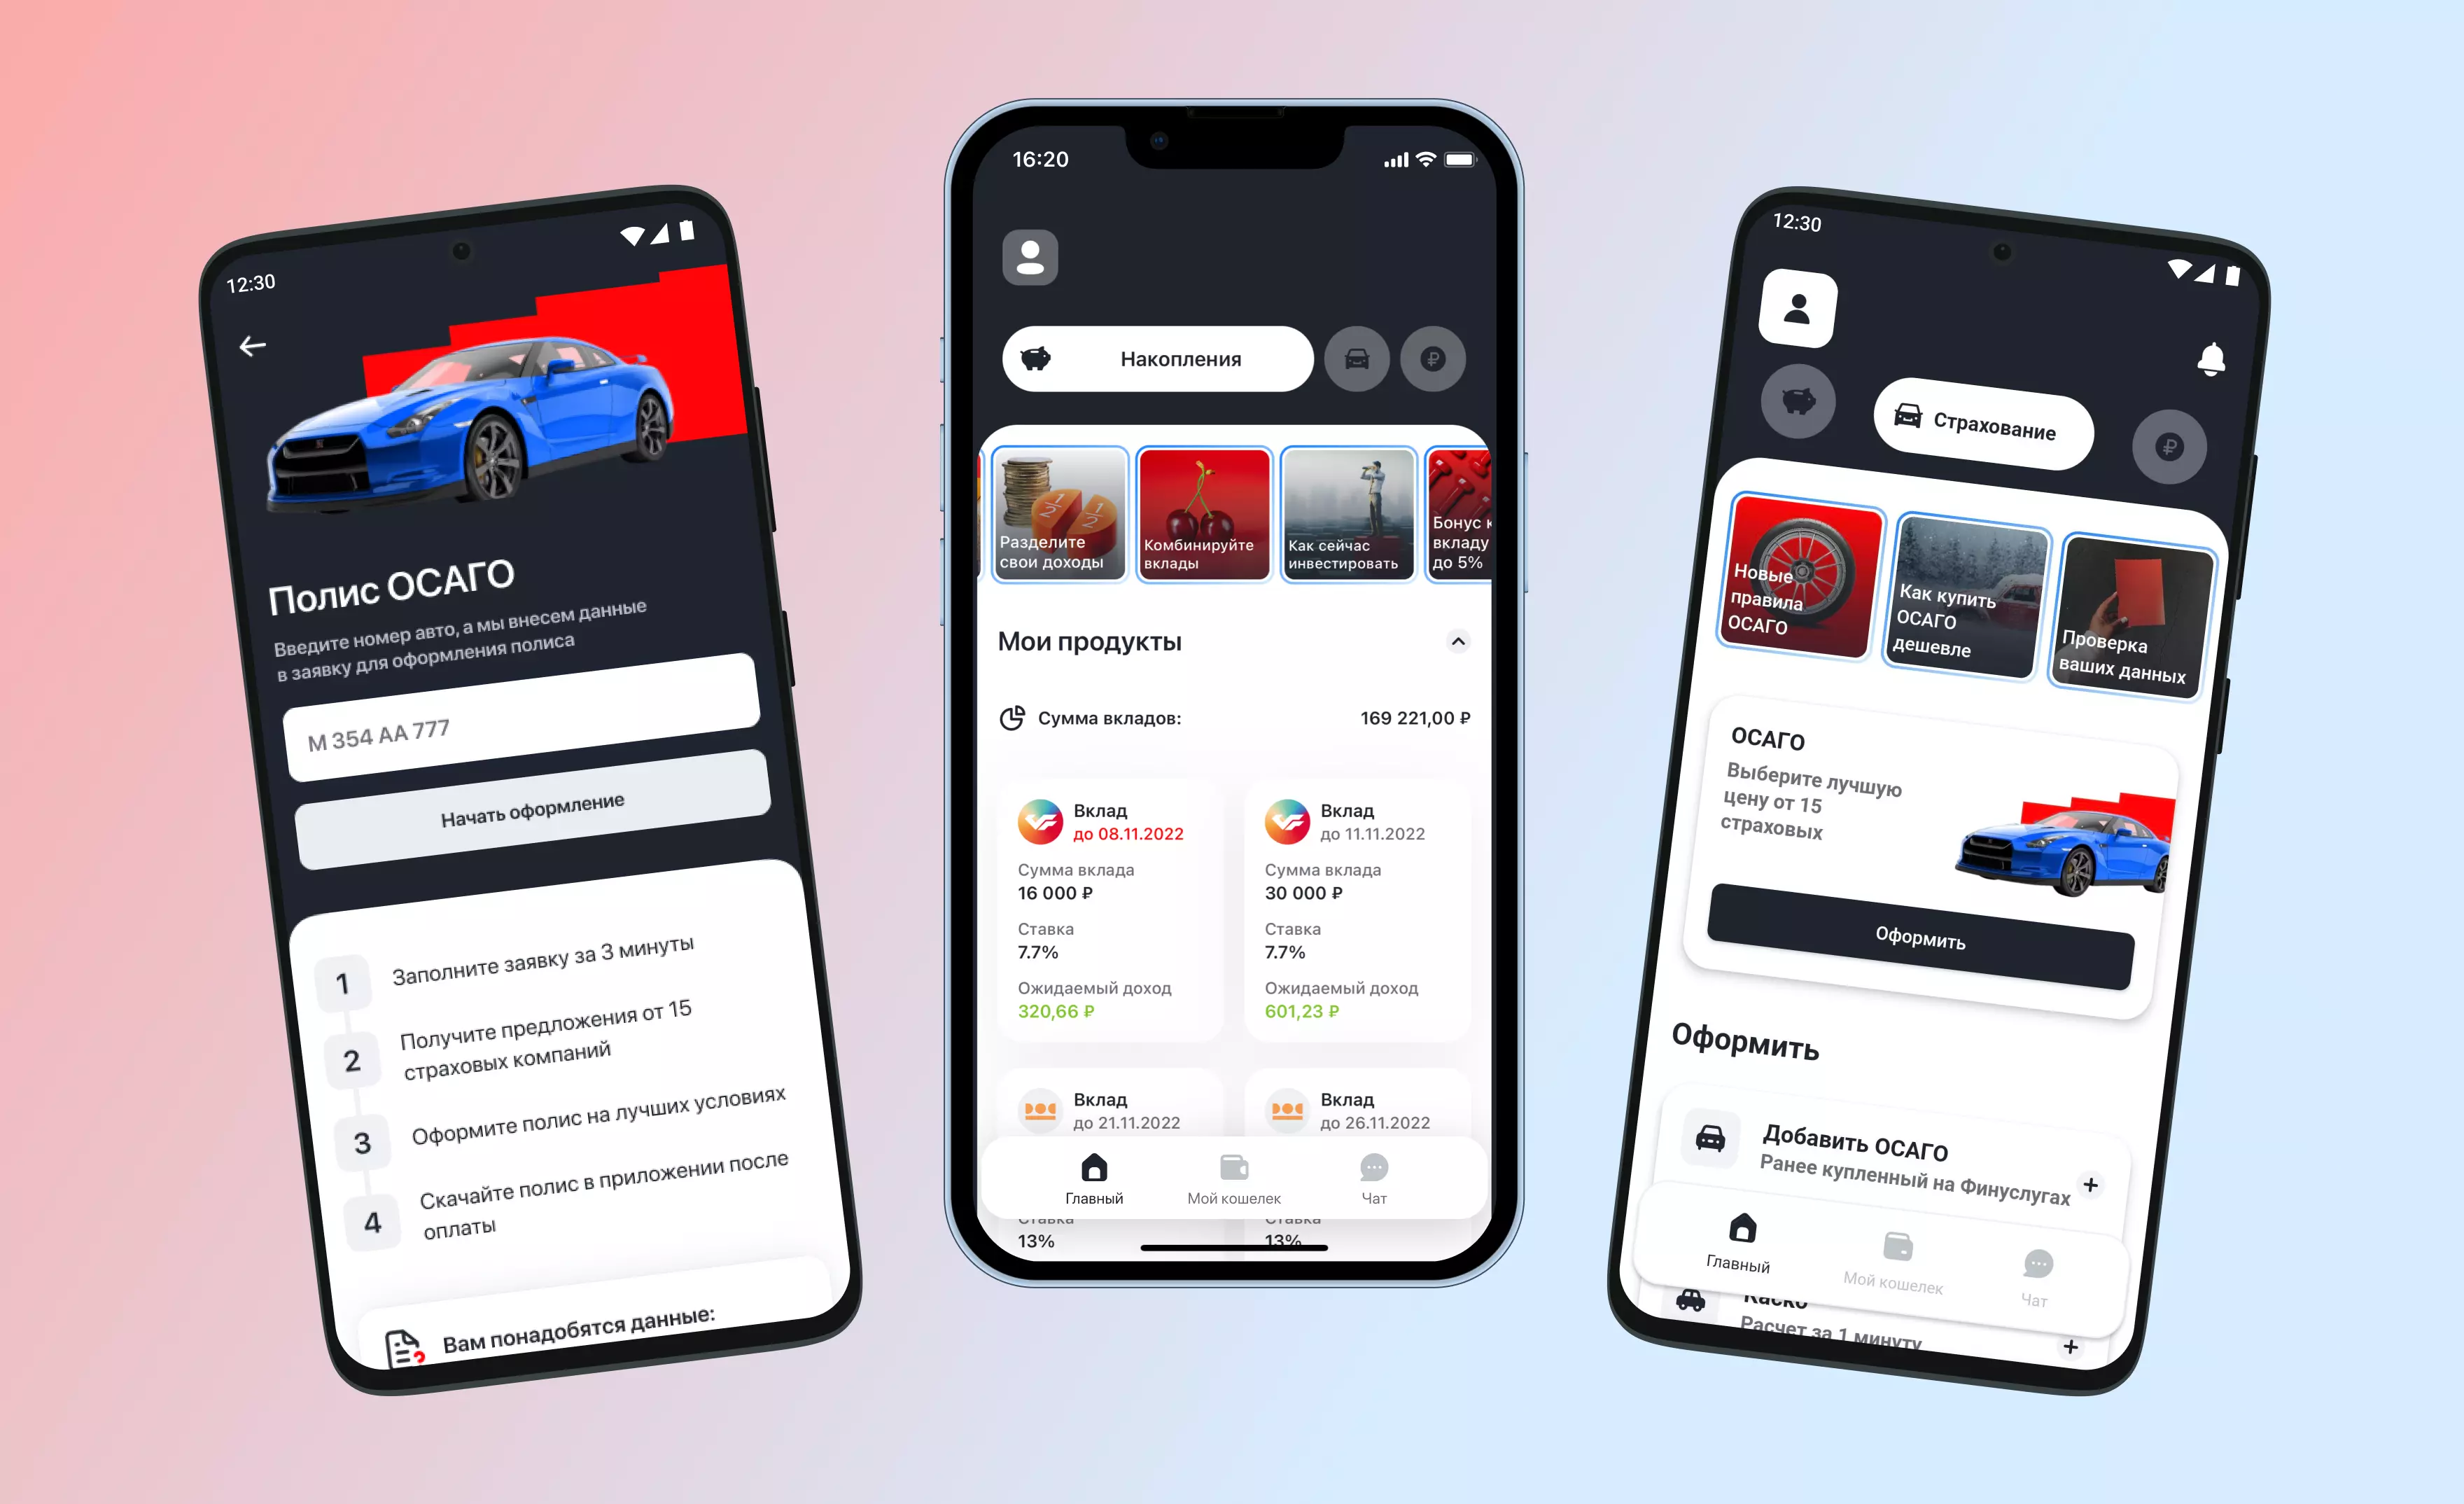 12:30
Полис ОСАГО
Введите номер авто, а мы внесем данные
в заявку для оформления полиса
М 354 АА 777
Начать оформление
1
Заполните заявку за 3 минуты
2
Получите предложения от 15
страховых компаний
3
Оформите полис на лучших условиях
4
Скачайте полис в приложении после
оплаты
Вам понадобятся данные:
16:20
Накопления
₽
1/2
1/2
Разделите
свои доходы
Комбинируйте
вклады
Как сейчас
инвестировать
Бонус к
вкладу
до 5%
Мои продукты
Сумма вкладов: 169 221,00 ₽
Вклад
до 08.11.2022
Сумма вклада
16 000 ₽
Ставка
7.7%
Ожидаемый доход
320,66 ₽
Вклад
до 11.11.2022
Сумма вклада
30 000 ₽
Ставка
7.7%
Ожидаемый доход
601,23 ₽
Вклад
до 21.11.2022
Вклад
до 26.11.2022
Главный
Мой кошелек
Чат
Ставка
13%
Ставка
13%
12:30
Страхование
₽
Новые
правила
ОСАГО
Как купить
ОСАГО
дешевле
Проверка
ваших данных
ОСАГО
Выберите лучшую
цену от 15
страховых
Оформить
Оформить
Добавить ОСАГО
Ранее купленный на Финуслугах
+
Главный
Мой кошелек
Чат
Каско
Расчет за 1 минуту
+